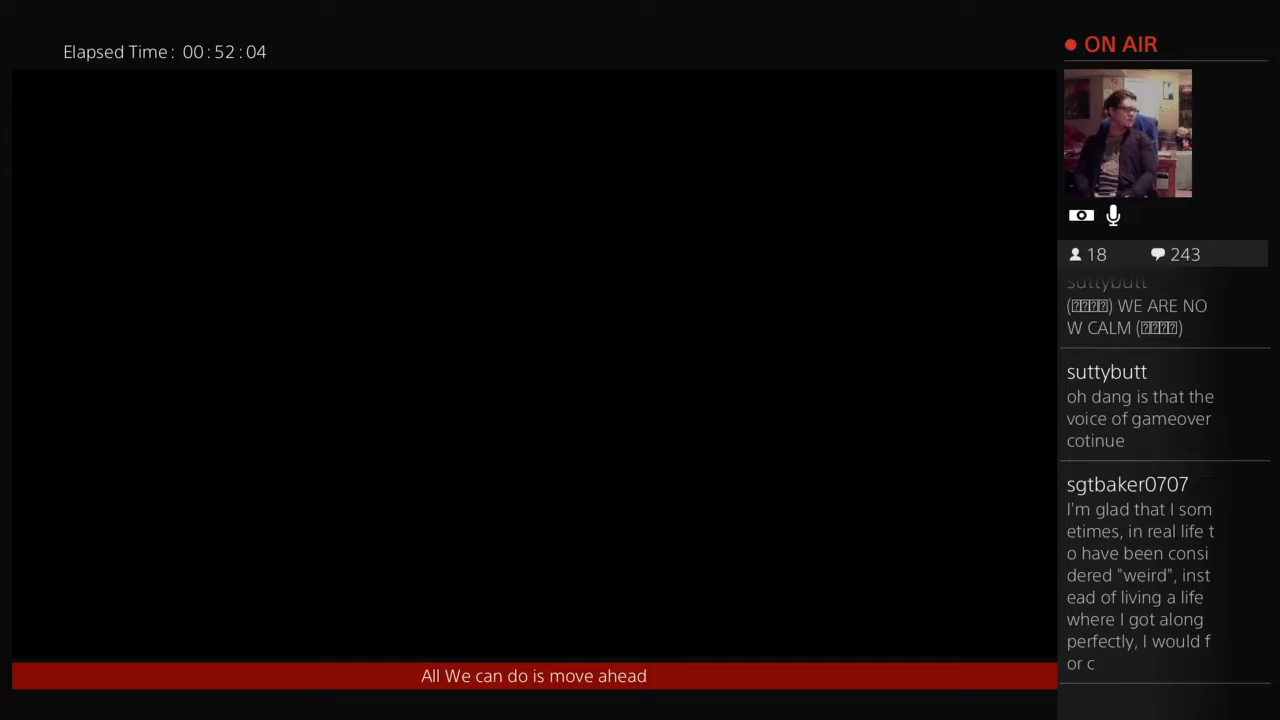 Elapsed Time: 00:52:04
ON AIR
18 243
suttybutt
(????) WE ARE NO
W CALM (????)
suttybutt
oh dang is that the
voice of gameover
cotinue
sgtbaker0707
I'm glad that I som
etimes, in real life t
o have been consi
dered "weird", inst
ead of living a life
where I got along
perfectly, I would f
or c
All We can do is move ahead